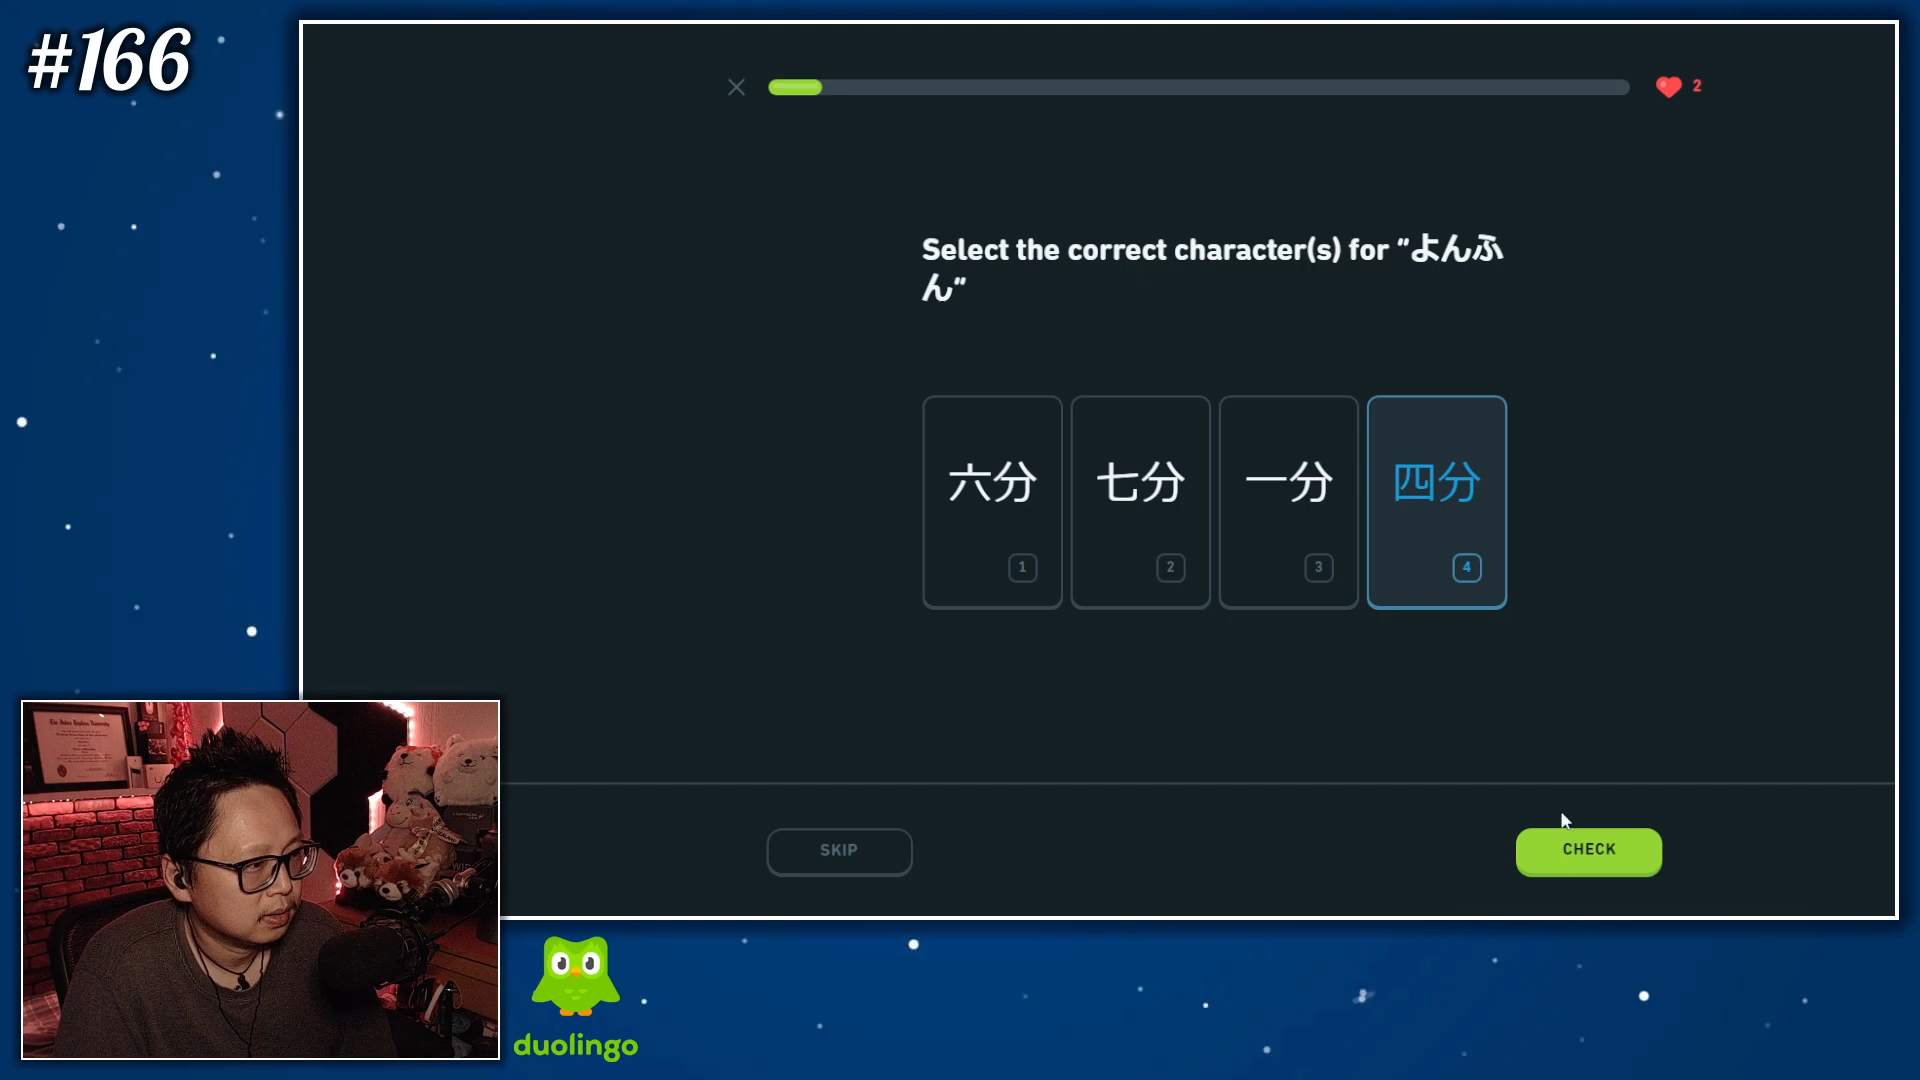 #166
2
Select the correct character(s) for "よんふ
ん"
六分
七分
一分
四分
1
2
3
4
SKIP
CHECK
duolingo